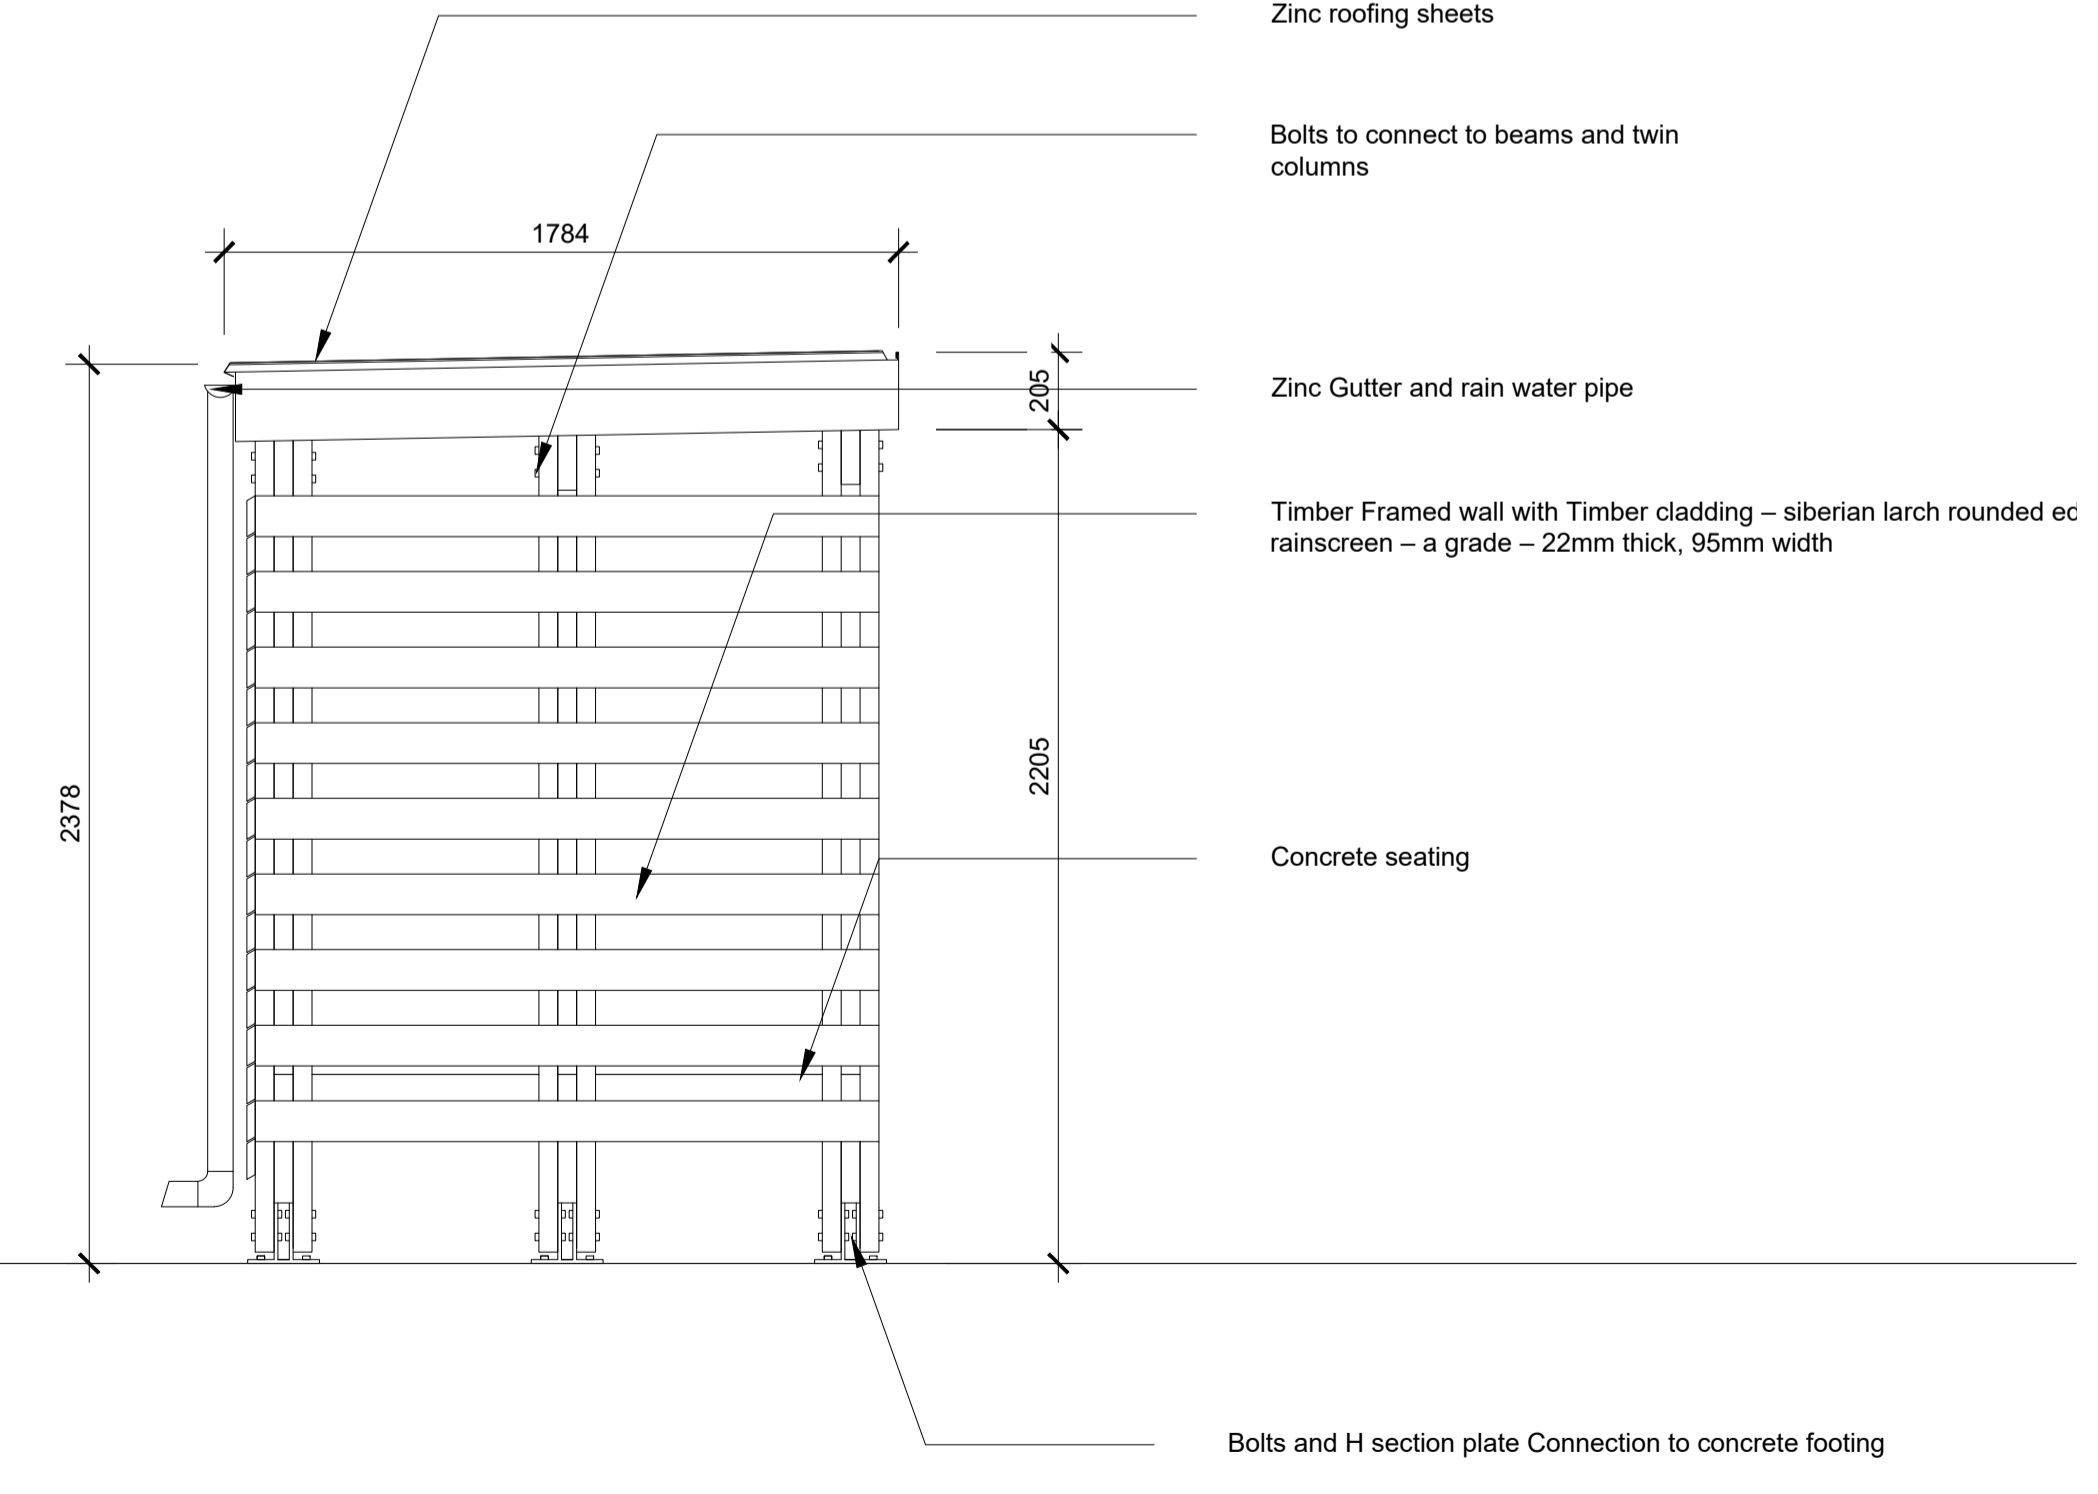 Zinc roofing sheets
Bolts to connect to beams and twin
columns
1784
205
Zinc Gutter and rain water pipe
Timber Framed wall with Timber cladding – siberian larch rounded
rainscreen – a grade – 22mm thick, 95mm width
2205
2378
Concrete seating
Bolts and H section plate Connection to concrete footing